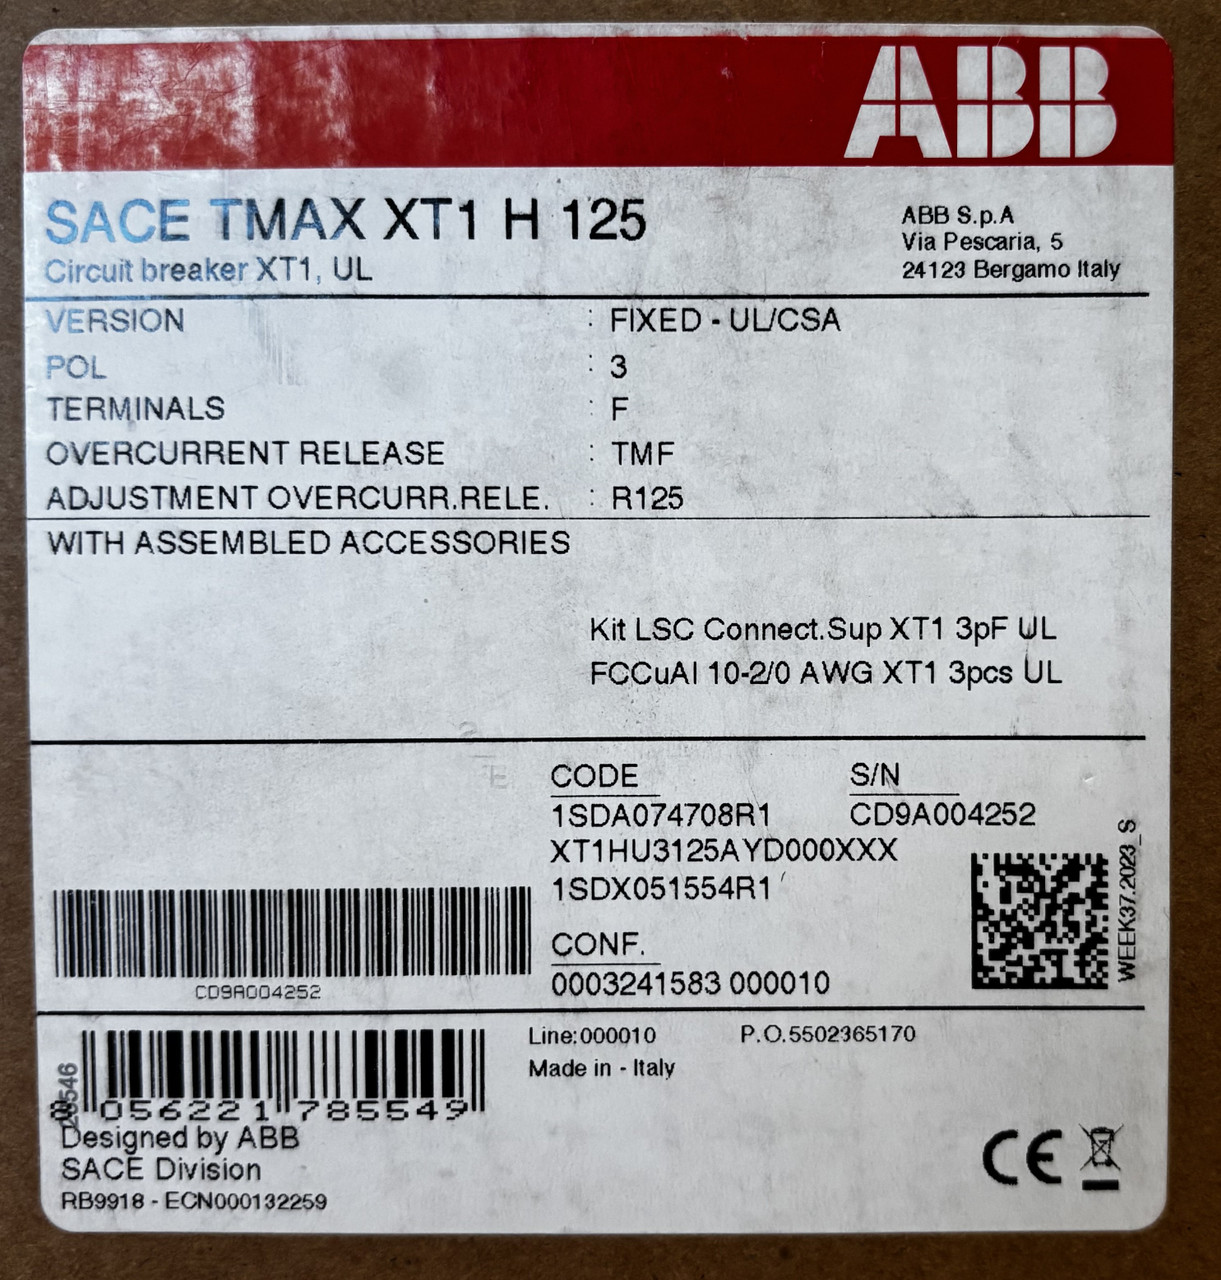 ABB
SACE TMAX XT1 H 125
Circuit breaker XT1, UL
ABB S.p.A
Via Pescaria, 5
24123 Bergamo Italy
VERSION : FIXED - UL/CSA
POL : 3
TERMINALS : F
OVERCURRENT RELEASE : TMF
ADJUSTMENT OVERCURR.RELE. : R125
WITH ASSEMBLED ACCESSORIES
Kit LSC Connect.Sup XT1 3pF UL
FCCuAl 10-2/0 AWG XT1 3pcs UL
CODE S/N
1SDA074708R1 CD9A004252
XT1HU3125AYD000XXX
1SDX051554R1
CONF.
0003241583 000010
WEEK37.2023_S
CD9A004252
Line:000010 P.O.5502365170
Made in - Italy
8 056221 785549
Designed by ABB
SACE Division
RB9918 - ECN000132259
CE